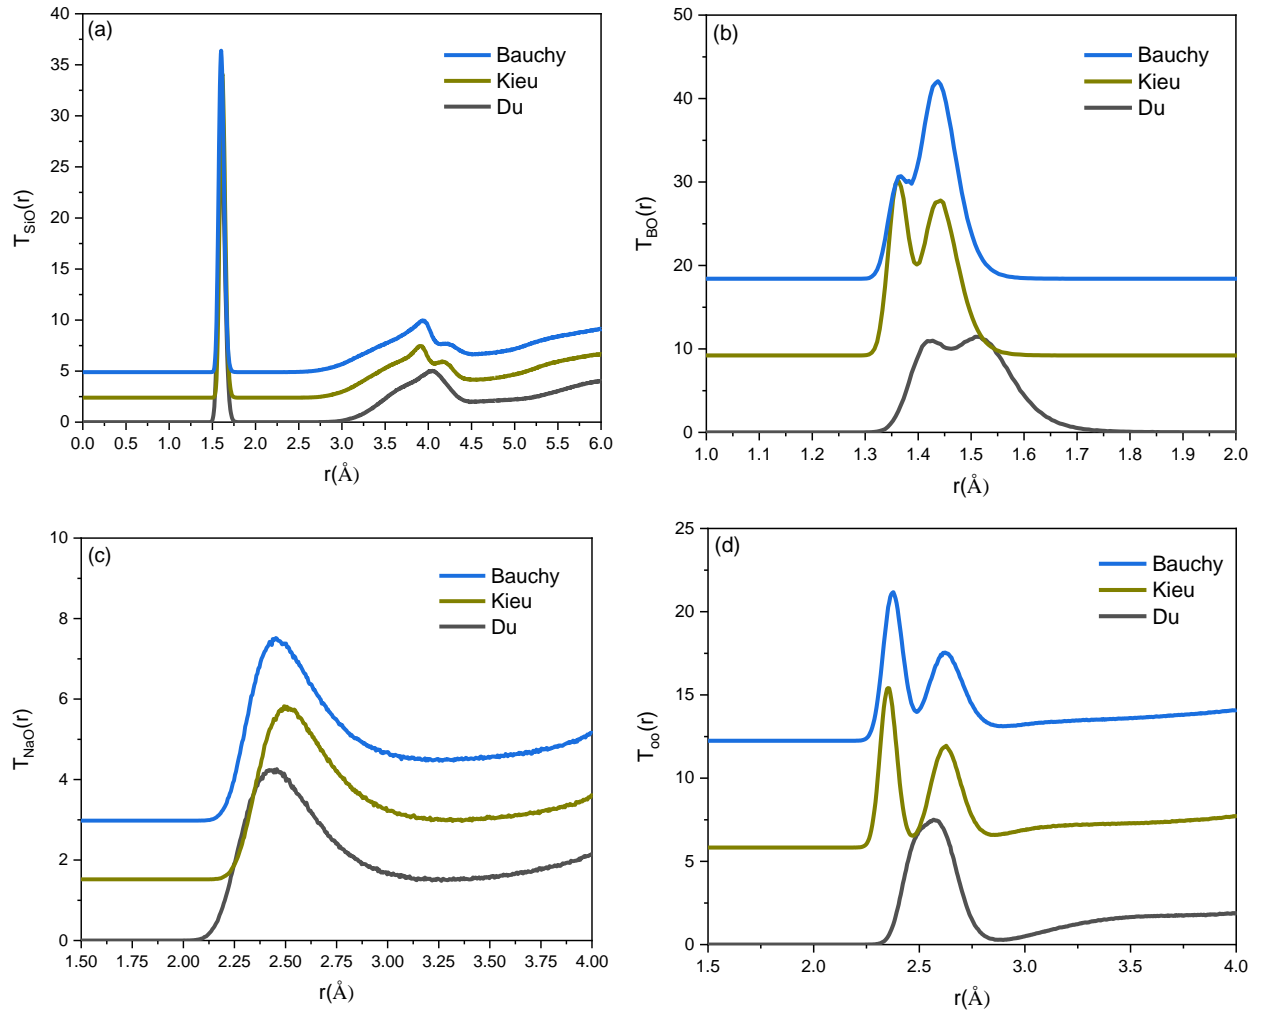 (a)
Bauchy
Kieu
Du
T_SiO(r)
40
35
30
25
20
15
10
5
0
0.0 0.5 1.0 1.5 2.0 2.5 3.0 3.5 4.0 4.5 5.0 5.5 6.0
r(Å)
(b)
Bauchy
Kieu
Du
T_BO(r)
50
40
30
20
10
0
1.0 1.1 1.2 1.3 1.4 1.5 1.6 1.7 1.8 1.9 2.0
r(Å)
(c)
Bauchy
Kieu
Du
T_NaO(r)
10
8
6
4
2
0
1.50 1.75 2.00 2.25 2.50 2.75 3.00 3.25 3.50 3.75 4.00
r(Å)
(d)
Bauchy
Kieu
Du
T_oo(r)
25
20
15
10
5
0
1.5 2.0 2.5 3.0 3.5 4.0
r(Å)